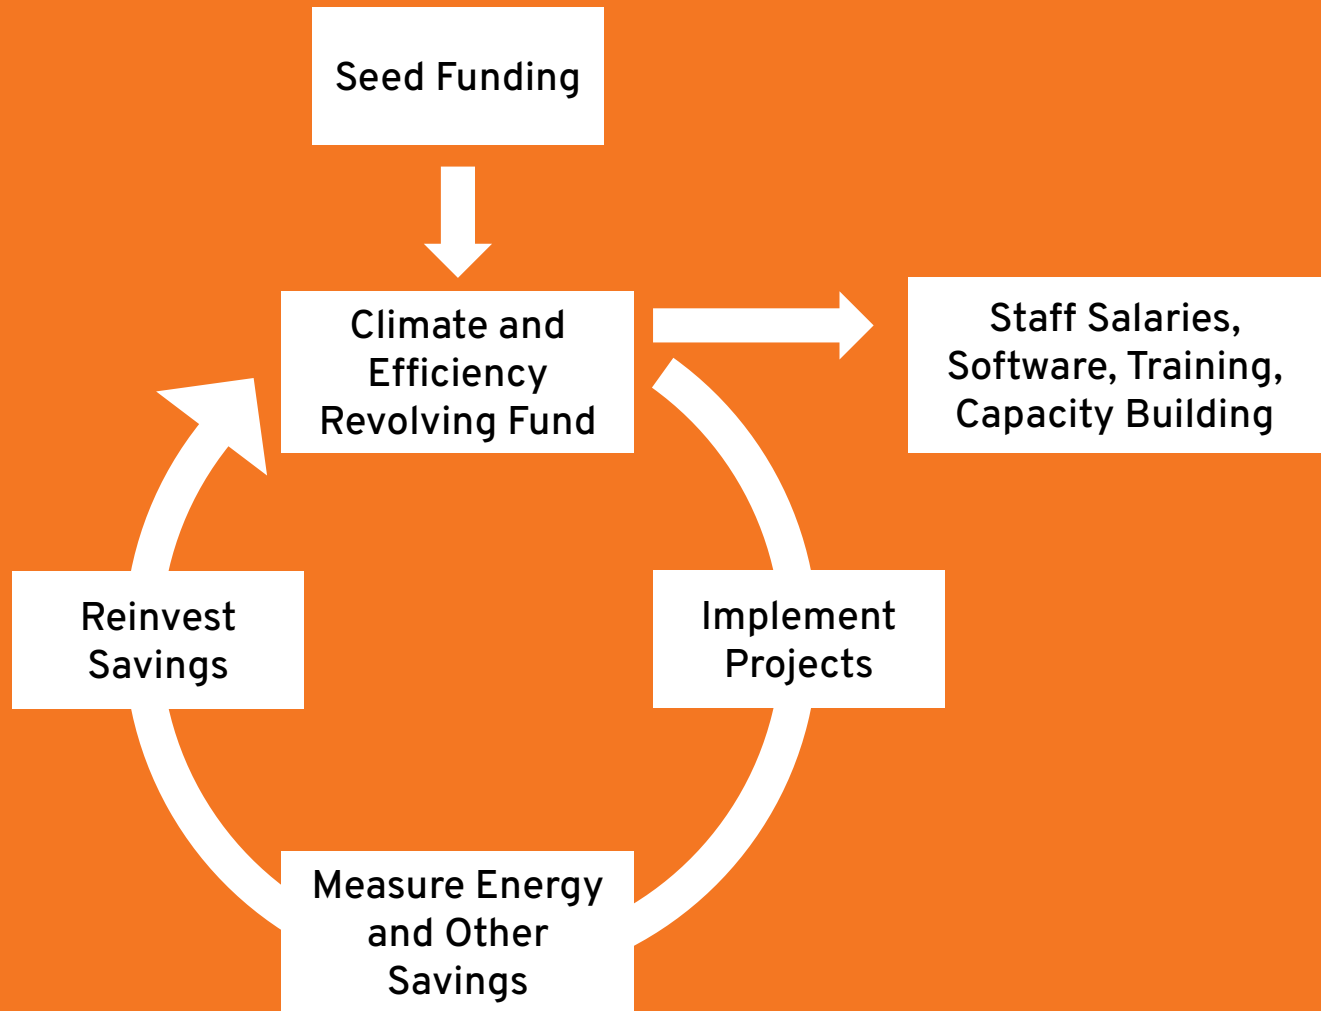 Seed Funding
Climate and
Efficiency
Revolving Fund
Staff Salaries,
Software, Training,
Capacity Building
Reinvest
Savings
Implement
Projects
Measure Energy
and Other
Savings